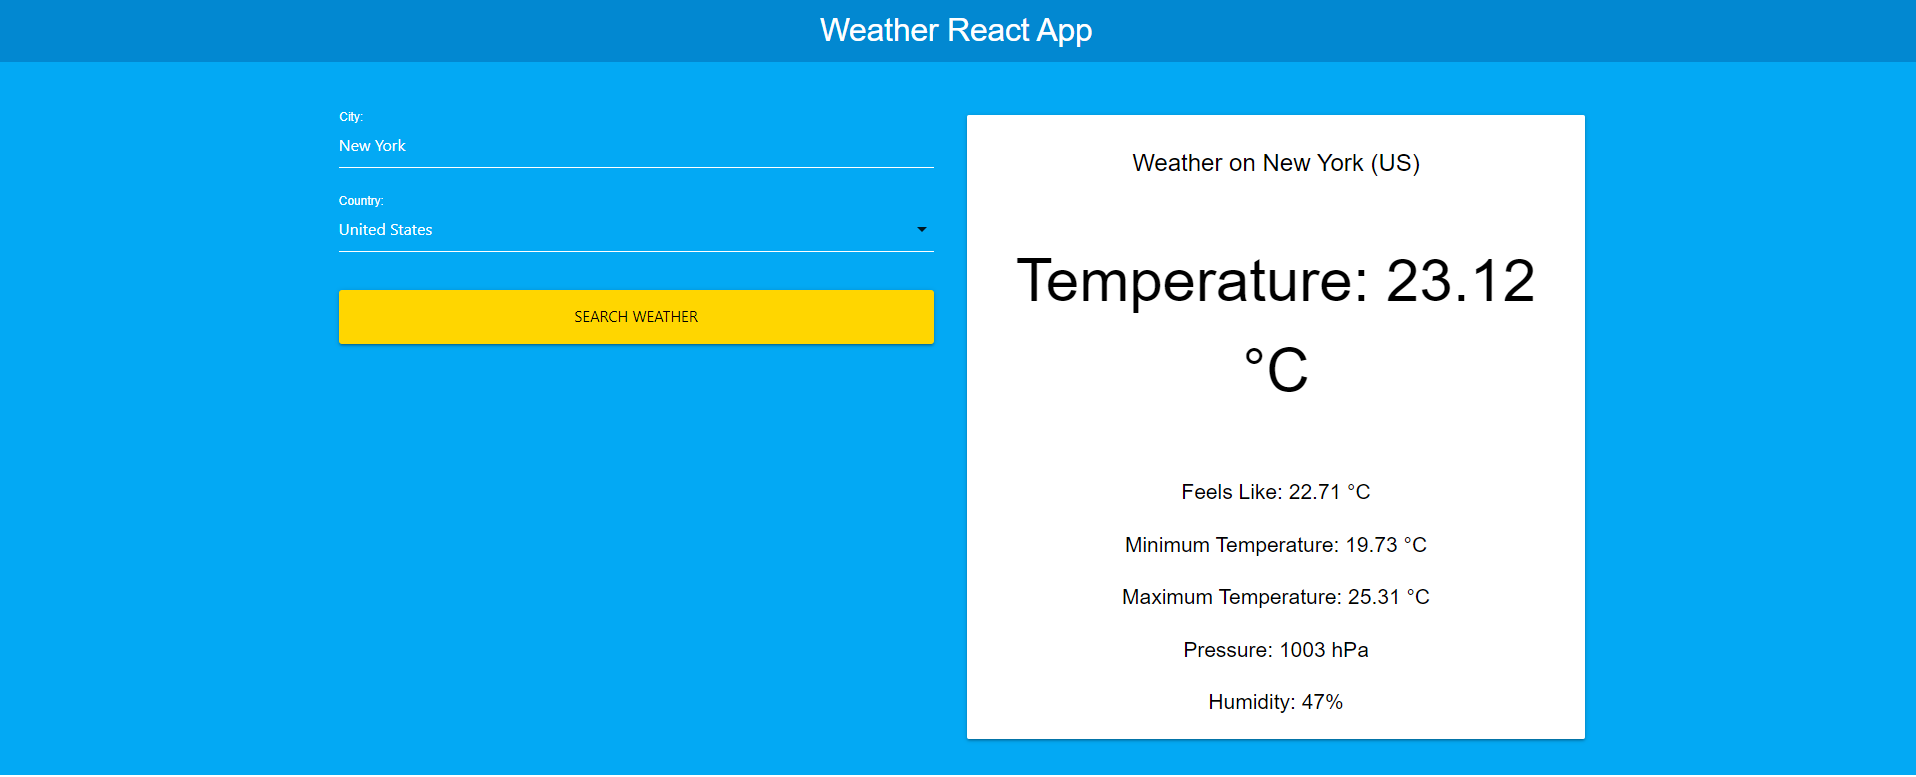 Weather React App
City:
New York
Country:
United States
SEARCH WEATHER
Weather on New York (US)
Temperature: 23.12
°C
Feels Like: 22.71 °C
Minimum Temperature: 19.73 °C
Maximum Temperature: 25.31 °C
Pressure: 1003 hPa
Humidity: 47%